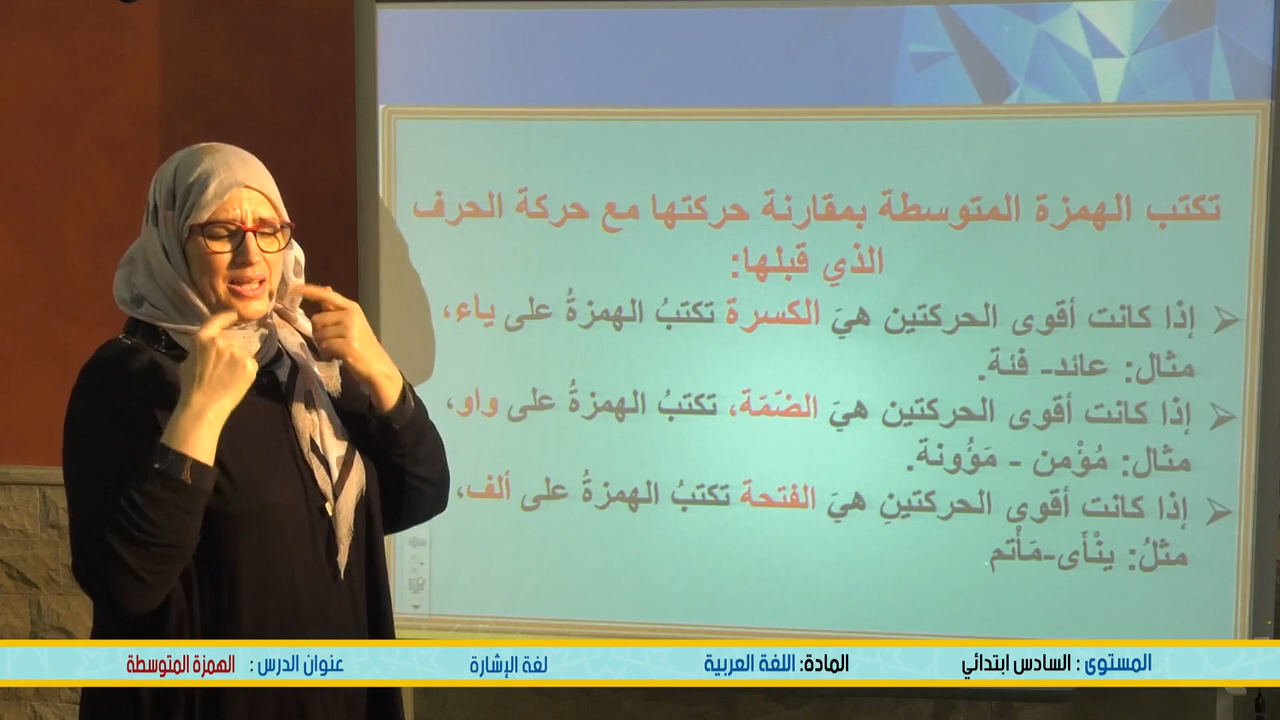 تكتب الهمزة المتوسطة بمقارنة حركتها مع حركة الحرف
الذي قبلها:
إذا كانت أقوى الحركتين هيَ الكسرة تكتبُ الهمزةُ على ياء،
مثال: عائد- فئة.
إذا كانت أقوى الحركتين هيَ الضّمّة، تكتبُ الهمزةُ على واو،
مثال: مُؤْمن - مَؤُونة.
إذا كانت أقوى الحركتينِ هيَ الفتحة تكتبُ الهمزةُ على ألف،
مثلُ: ينْأَى-مَأْتم
المستوى : السادس ابتدائي المادة: اللغة العربية لغة الإشارة عنوان الدرس : الهمزة المتوسطة